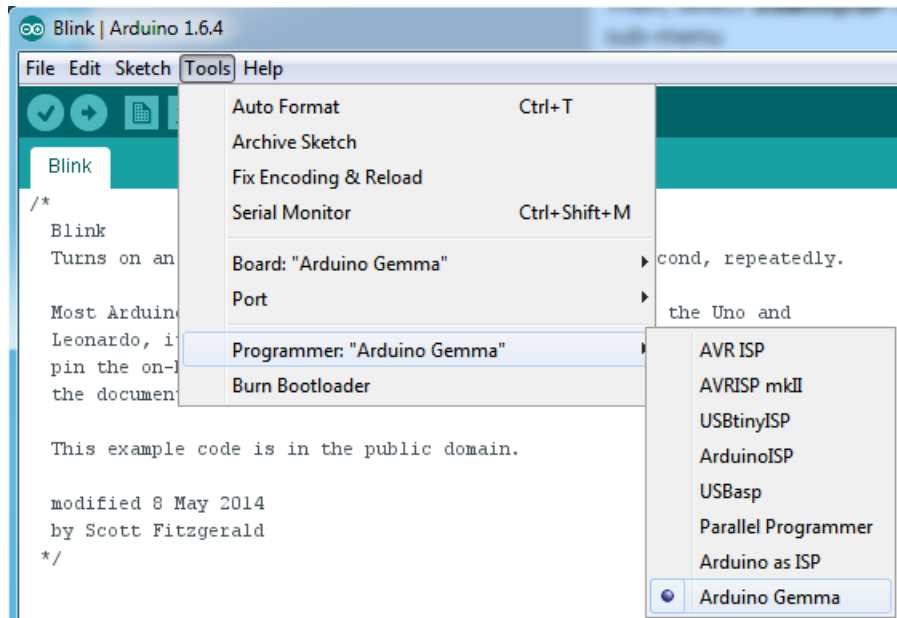 Blink | Arduino 1.6.4
File Edit Sketch Tools Help
Auto Format Ctrl+T
Archive Sketch
Fix Encoding & Reload
Serial Monitor Ctrl+Shift+M
Board: "Arduino Gemma"
Port
Programmer: "Arduino Gemma"
Burn Bootloader
AVR ISP
AVRISP mkII
USBtinyISP
ArduinoISP
USBasp
Parallel Programmer
Arduino as ISP
Arduino Gemma
Blink
/*
Blink
Turns on an cond, repeatedly.
Most Arduin the Uno and
Leonardo, i
pin the on-
the documen
This example code is in the public domain.
modified 8 May 2014
by Scott Fitzgerald
*/